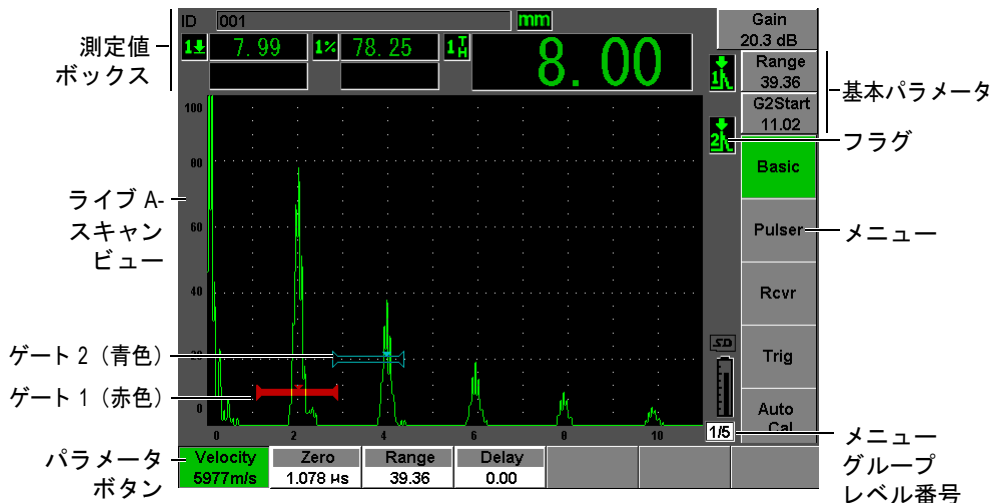 ID 001 mm
Gain
20.3 dB
測定値
ボックス
1 7.99 1% 78.25 1 T H 8.00
1
Range
39.36
基本パラメータ
G2Start
11.02
2
フラグ
100
80
60
40
20
0
Basic
ライブ A-
スキャン
ビュー
Pulser
メニュー
Rcvr
ゲート 2（青色）
SD
Trig
ゲート 1（赤色）
Auto
Cal
0 2 4 6 8 10
1/5
メニュー
グループ
レベル番号
パラメータ
ボタン
Velocity
5977m/s
Zero
1.078 µs
Range
39.36
Delay
0.00